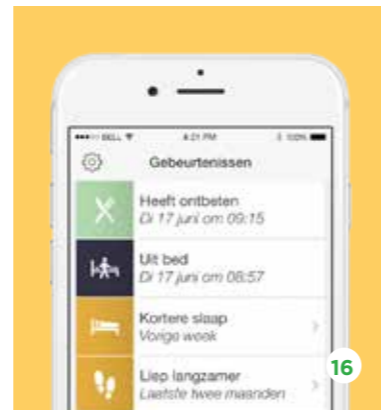 BELL 4:21 PM 100%
Gebeurtenissen
Heeft ontbeten
Di 17 juni om 09:15
Uit bed
Di 17 juni om 08:57
Kortere slaap
Vorige week
Liep langzamer
Laatste twee maanden
16